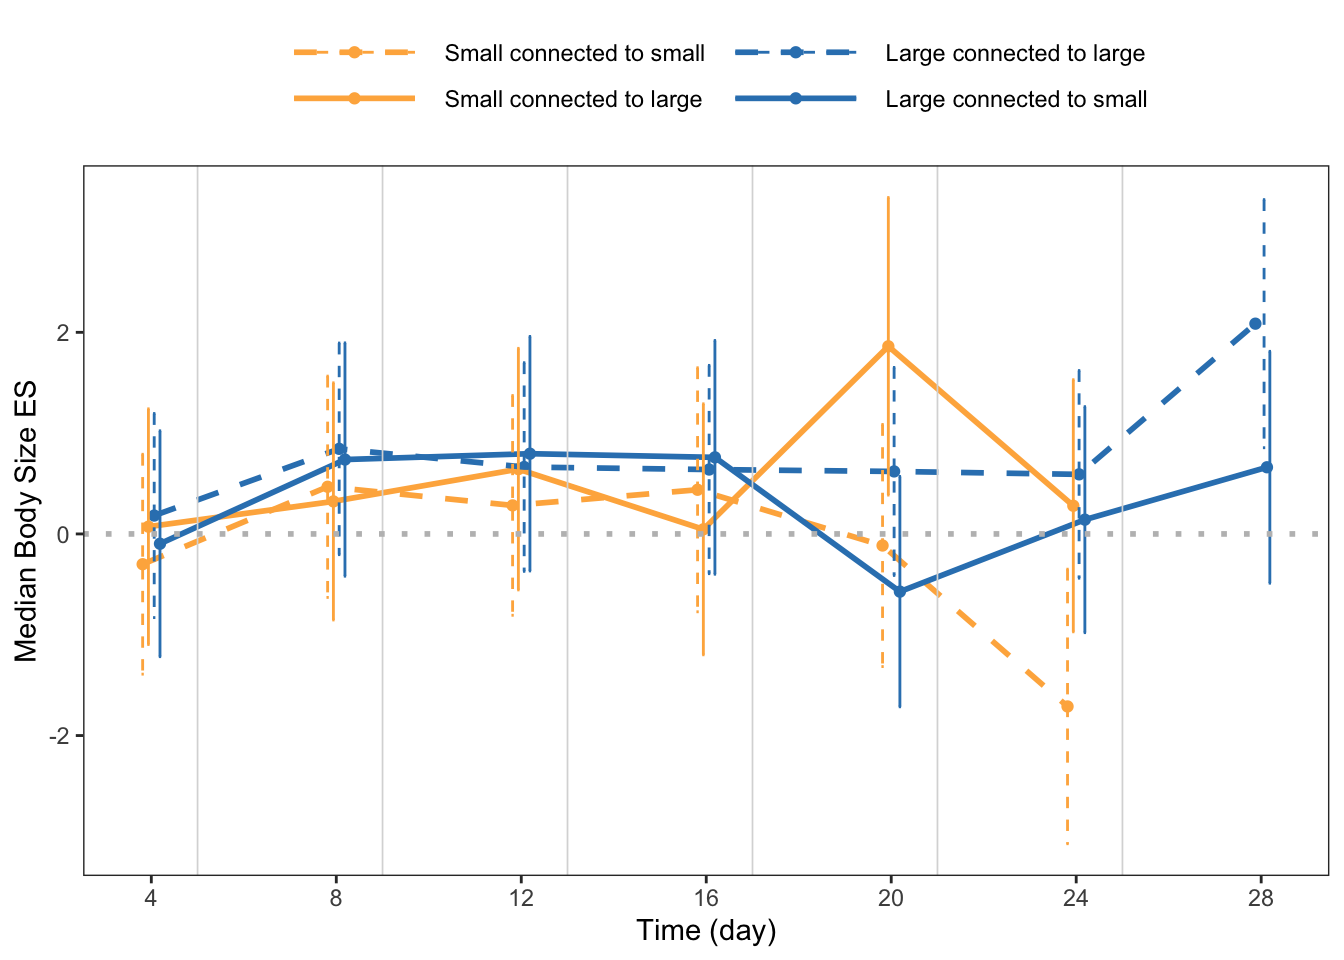 Small connected to small Large connected to large
Small connected to large Large connected to small
Median Body Size ES
2
0
-2
4 8 12 16 20 24 28
Time (day)